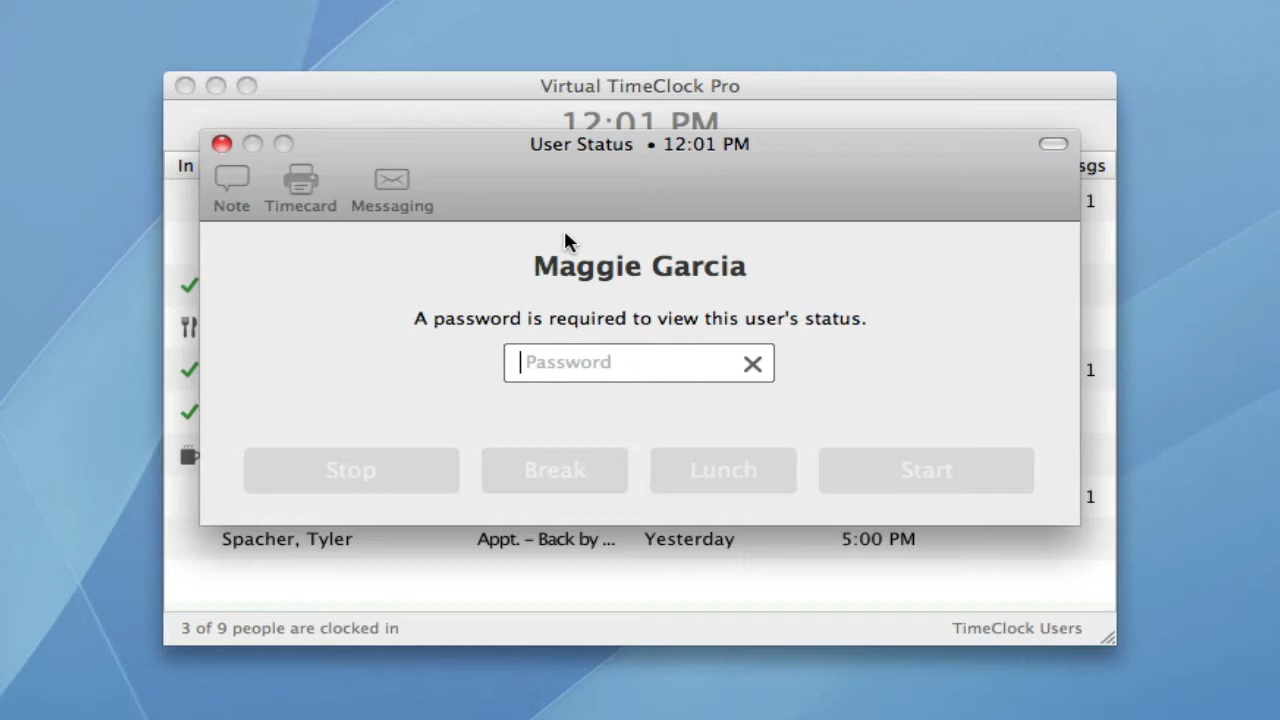 Virtual TimeClock Pro
12:01 PM
User Status • 12:01 PM
In
sgs
Note Timecard Messaging
1
Maggie Garcia
A password is required to view this user's status.
Password
1
Stop Break Lunch Start
1
Spacher, Tyler Appt. – Back by ... Yesterday 5:00 PM
3 of 9 people are clocked in TimeClock Users